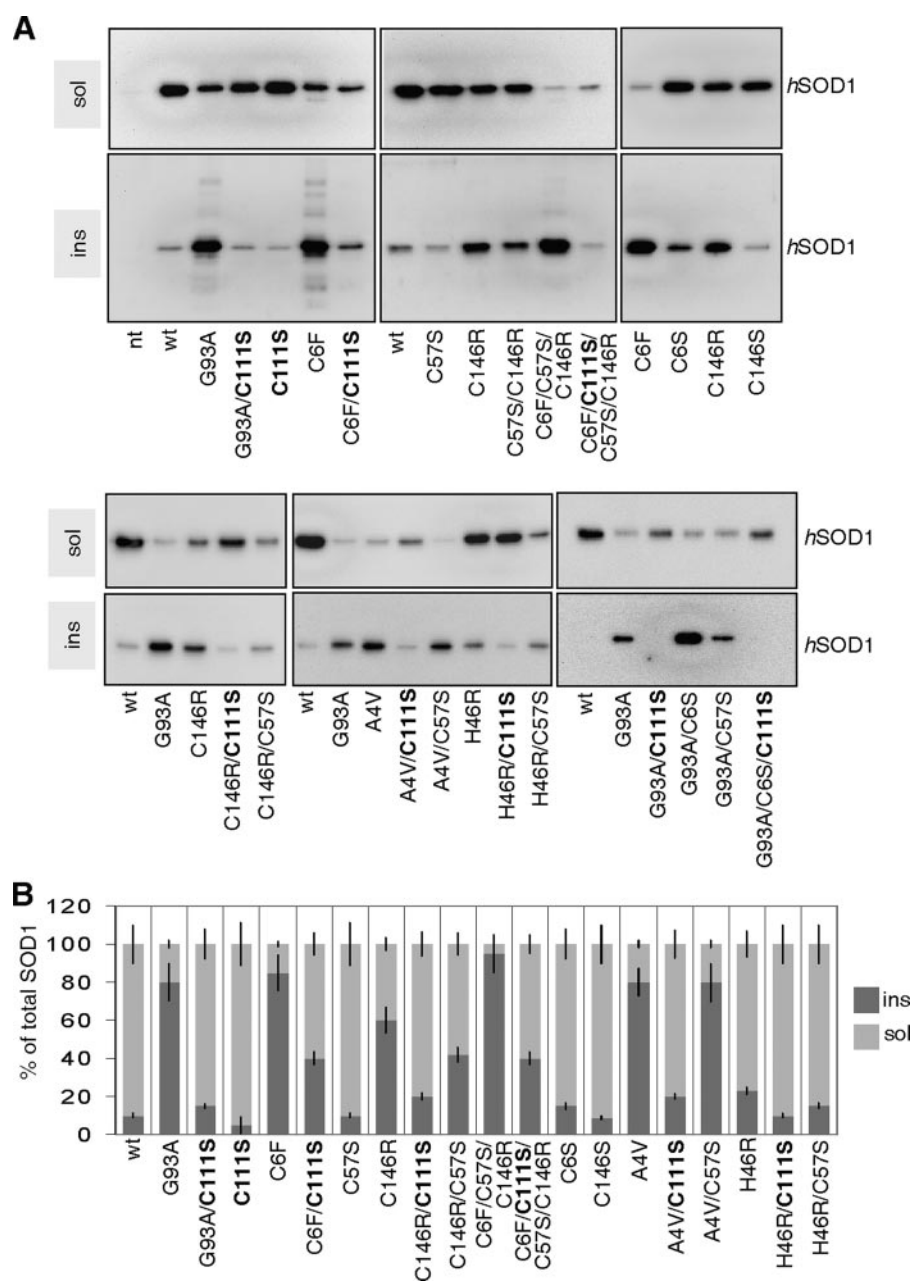 A
sol
hSOD1
ins
hSOD1
nt
wt
G93A
G93A/C111S
C111S
C6F
C6F/C111S
wt
C57S
C146R
C57S/C146R
C6F/C57S/
C146R
C6F/C111S/
C57S/C146R
C6F
C6S
C146R
C146S
sol
hSOD1
ins
hSOD1
wt
G93A
C146R
C146R/C111S
C146R/C57S
wt
G93A
A4V
A4V/C111S
A4V/C57S
H46R
H46R/C111S
H46R/C57S
wt
G93A
G93A/C111S
G93A/C6S
G93A/C57S
G93A/C6S/C111S
B
% of total SOD1
120
100
80
60
40
20
0
ins
sol
wt
G93A
G93A/C111S
C111S
C6F
C6F/C111S
C57S
C146R
C146R/C111S
C146R/C57S
C6F/C57S/
C146R
C6F/C111S/
C57S/C146R
C6S
C146S
A4V
A4V/C111S
A4V/C57S
H46R
H46R/C111S
H46R/C57S